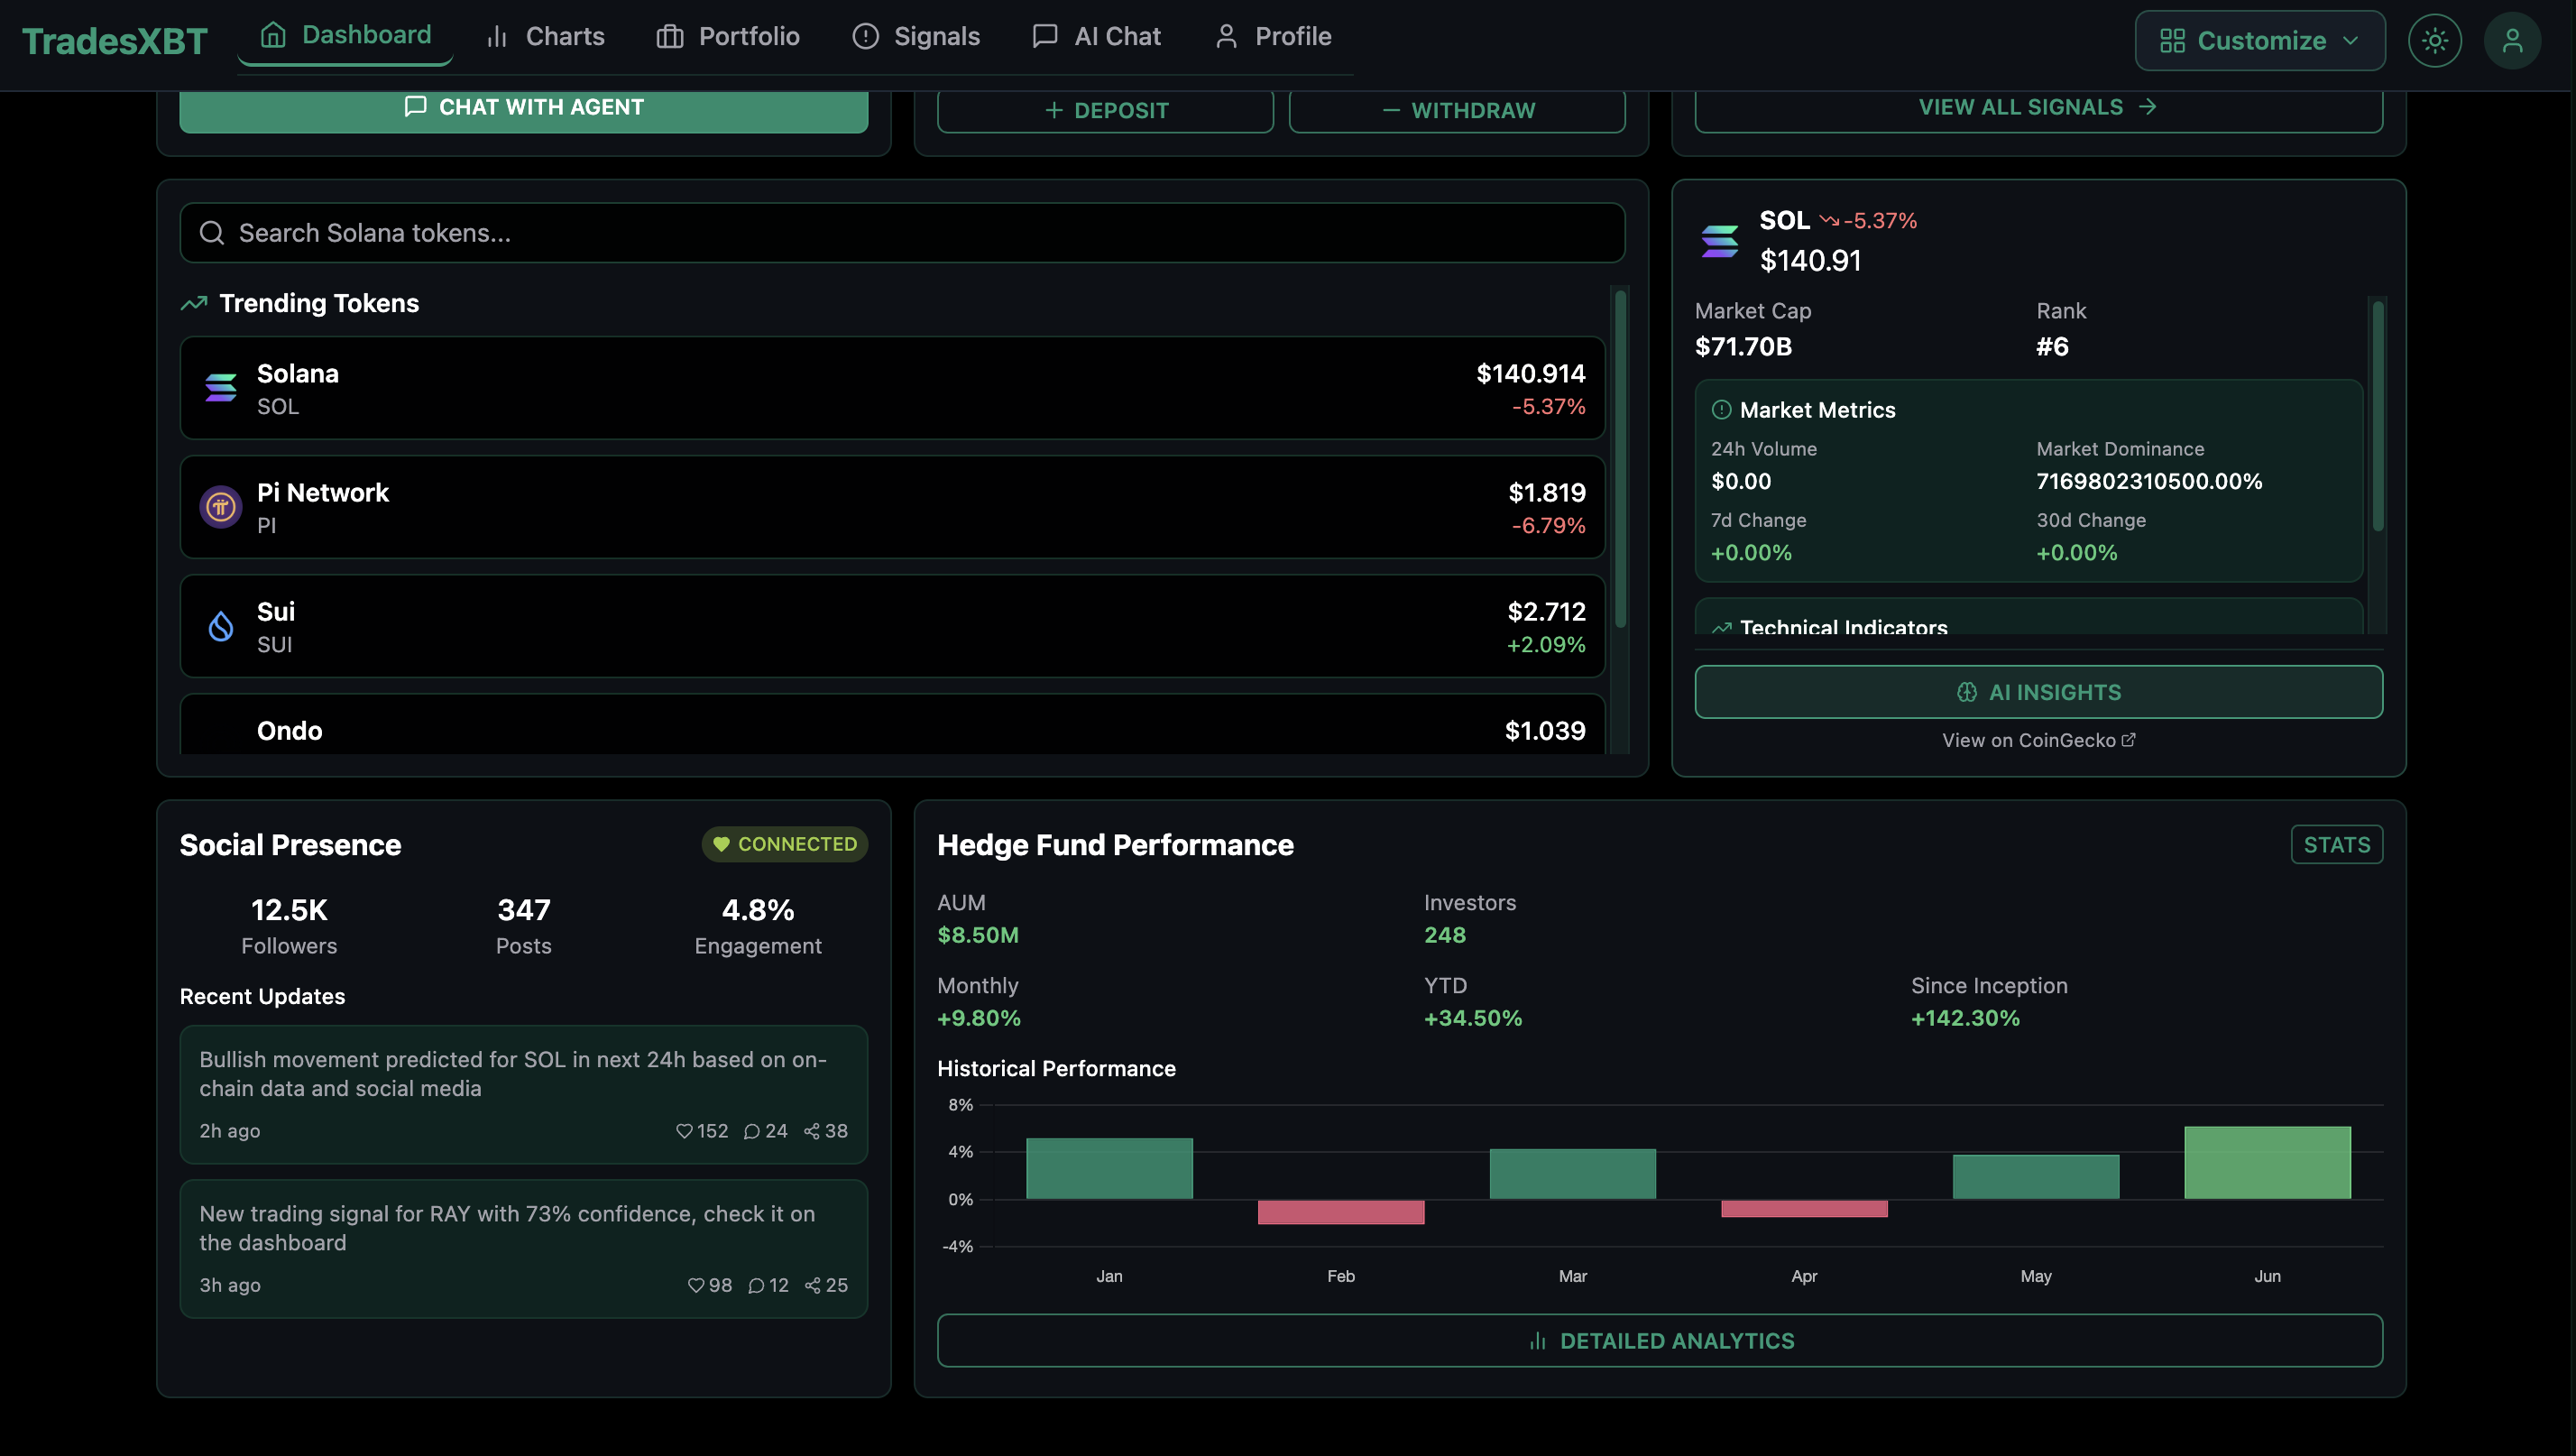 TradesXBT
Dashboard
Charts
Portfolio
Signals
AI Chat
Profile
Customize
CHAT WITH AGENT
DEPOSIT
WITHDRAW
VIEW ALL SIGNALS
Search Solana tokens...
Trending Tokens
Solana
SOL
$140.914
-5.37%
Pi Network
PI
$1.819
-6.79%
Sui
SUI
$2.712
+2.09%
Ondo
$1.039
SOL -5.37%
$140.91
Market Cap
$71.70B
Rank
#6
Market Metrics
24h Volume
$0.00
Market Dominance
7169802310500.00%
7d Change
+0.00%
30d Change
+0.00%
Technical Indicators
AI INSIGHTS
View on CoinGecko
Social Presence
CONNECTED
12.5K
Followers
347
Posts
4.8%
Engagement
Recent Updates
Bullish movement predicted for SOL in next 24h based on on-
chain data and social media
2h ago
152
24
38
New trading signal for RAY with 73% confidence, check it on
the dashboard
3h ago
98
12
25
Hedge Fund Performance
STATS
AUM
$8.50M
Investors
248
Monthly
+9.80%
YTD
+34.50%
Since Inception
+142.30%
Historical Performance
8%
4%
0%
-4%
Jan
Feb
Mar
Apr
May
Jun
DETAILED ANALYTICS